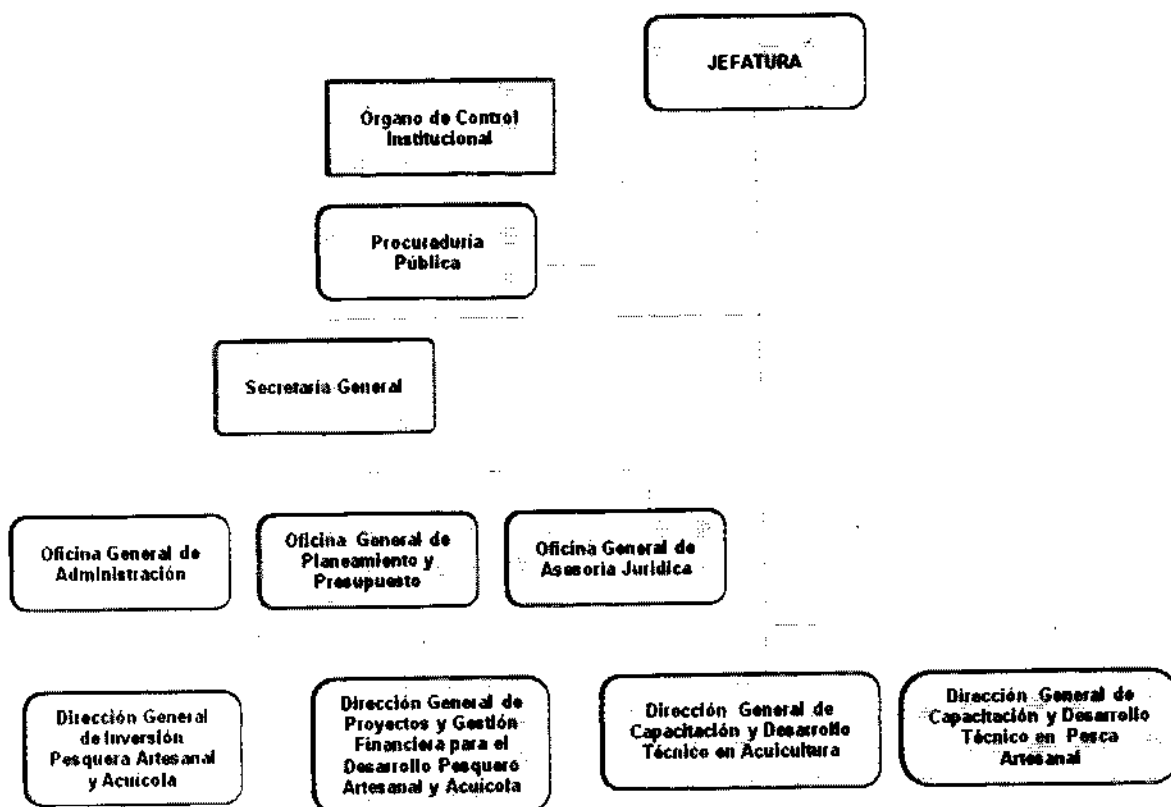 JEFATURA
Órgano de Control
Institucional
Procuraduría
Pública
Secretaría General
Oficina General de
Administración
Oficina General de
Planeamiento y
Presupuesto
Oficina General de
Asesoría Jurídica
Dirección General
de Inversión
Pesquera Artesanal
y Acuícola
Dirección General de
Proyectos y Gestión
Financiera para el
Desarrollo Pesquero
Artesanal y Acuícola
Dirección General de
Capacitación y Desarrollo
Técnico en Acuicultura
Dirección General de
Capacitación y Desarrollo
Técnico en Pesca
Artesanal